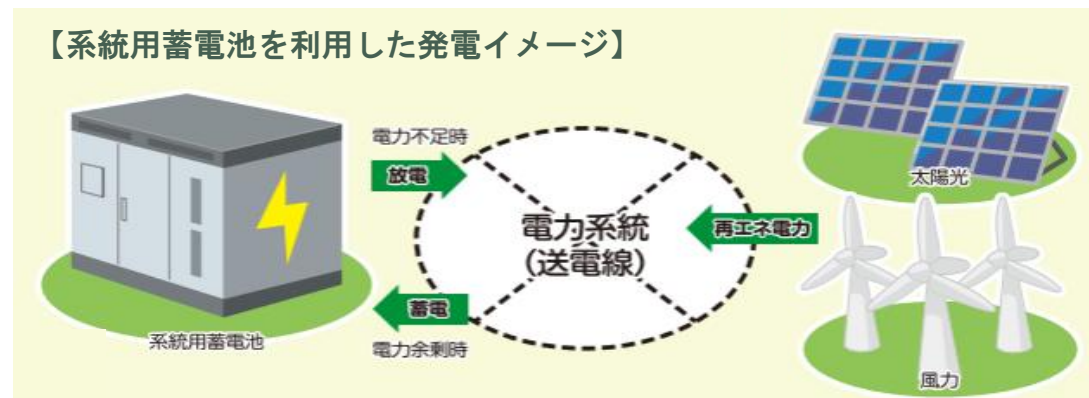 【系統用蓄電池を利用した発電イメージ】
電力不足時
放電
電力系統
(送電線)
再エネ電力
太陽光
蓄電
系統用蓄電池
電力余剰時
風力